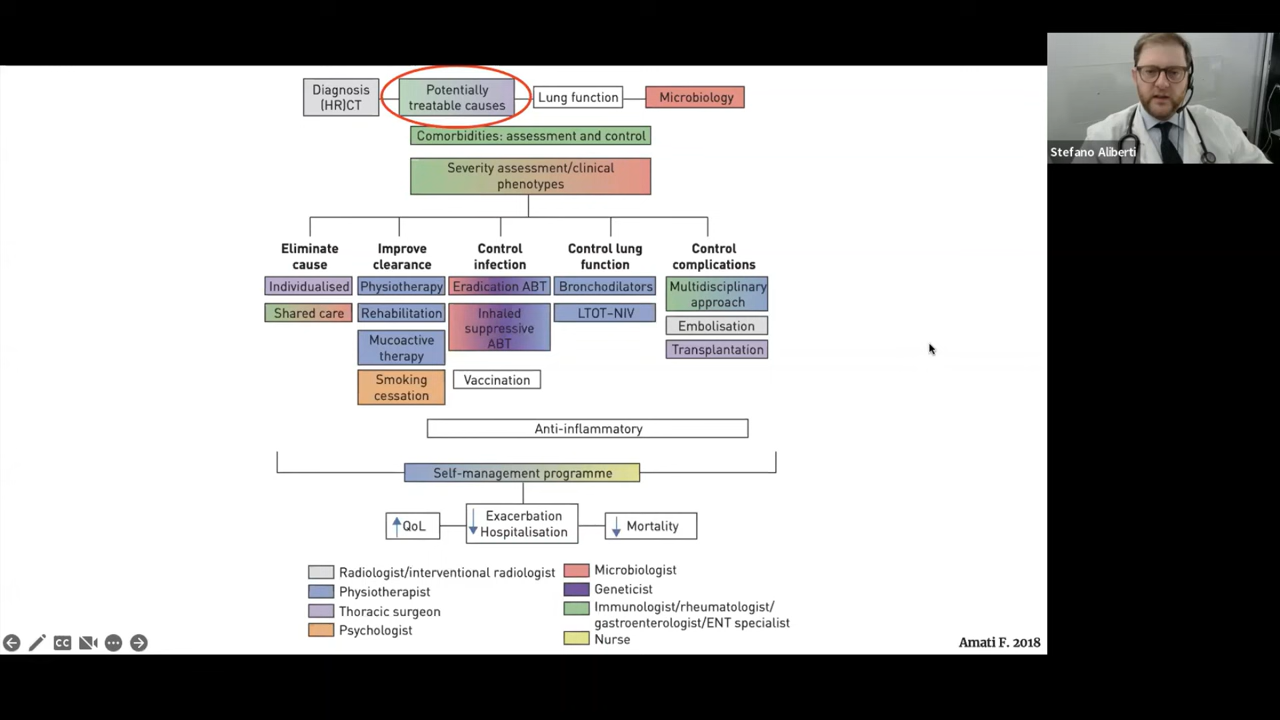 Diagnosis
(HR)CT
Potentially
treatable causes
Lung function
Microbiology
Comorbidities: assessment and control
Severity assessment/clinical
phenotypes
Eliminate
cause
Individualised
Shared care
Improve
clearance
Physiotherapy
Rehabilitation
Mucoactive
therapy
Smoking
cessation
Control
infection
Eradication ABT
Inhaled
suppressive
ABT
Vaccination
Control lung
function
Bronchodilators
LTOT–NIV
Control
complications
Multidisciplinary
approach
Embolisation
Transplantation
Anti-inflammatory
Self-management programme
QoL
Exacerbation
Hospitalisation
Mortality
Radiologist/interventional radiologist
Physiotherapist
Thoracic surgeon
Psychologist
Microbiologist
Geneticist
Immunologist/rheumatologist/
gastroenterologist/ENT specialist
Nurse
CC
Amati F. 2018
Stefano Aliberti